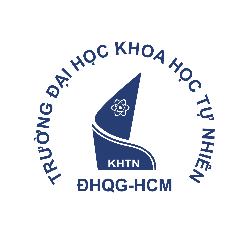 TRƯỜNG ĐẠI HỌC KHOA HỌC TỰ NHIÊN
KHTN
ĐHQG-HCM